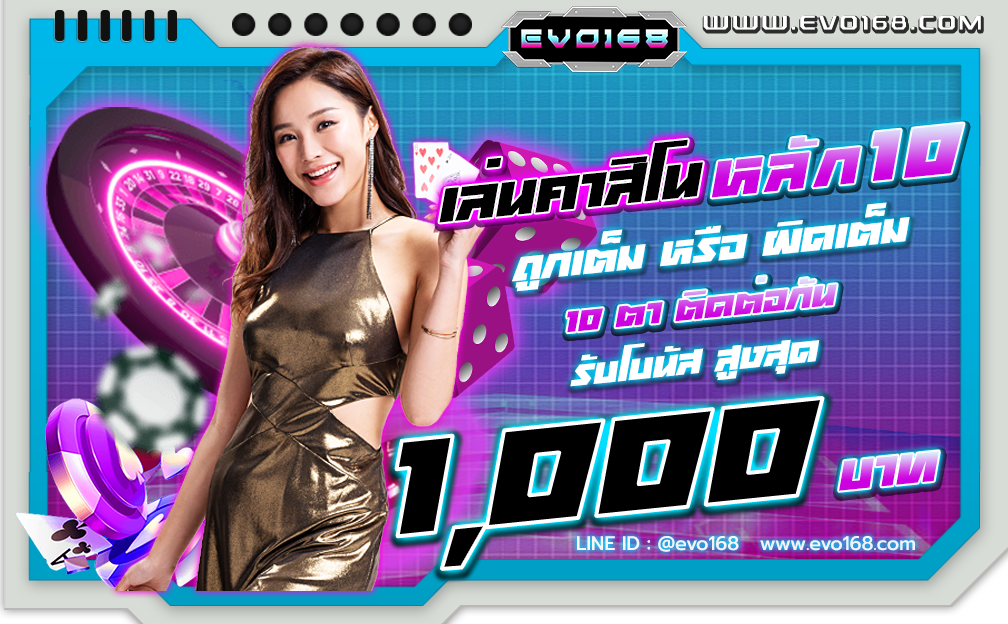 EVO168
WWW.EVO168.COM
เล่นคาสิโน หลัก10
ถูกเต็ม หรือ ผิดเต็ม
10 ตา ติดต่อกัน
รับโบนัส สูงสุด
1,000 บาท
LINE ID : @evo168 www.evo168.com